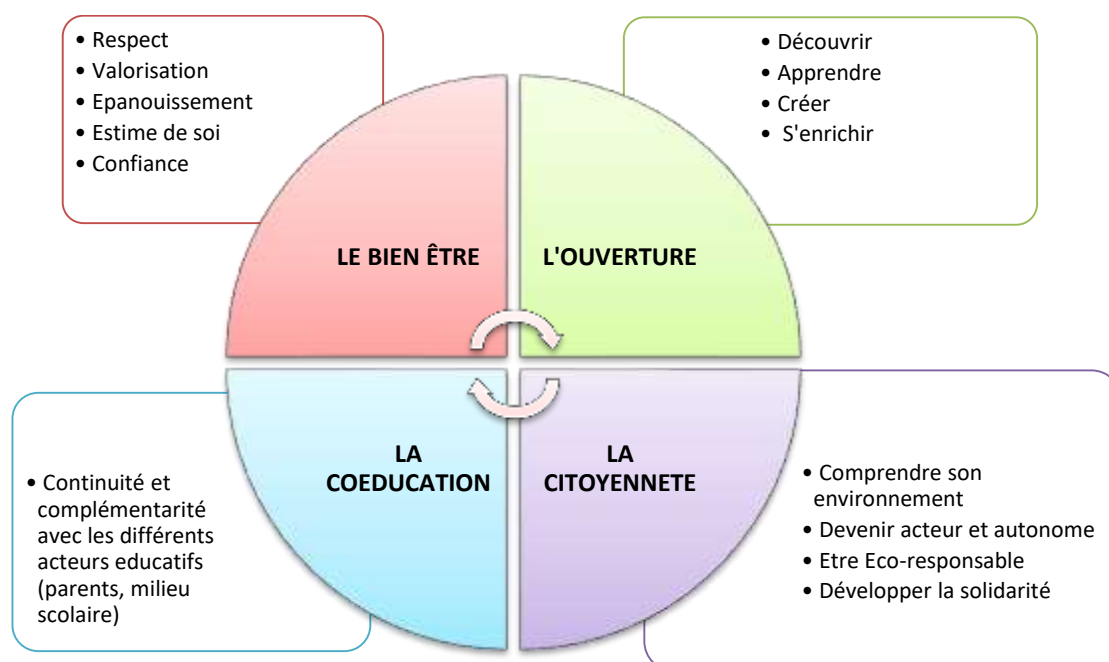 • Respect
• Valorisation
• Epanouissement
• Estime de soi
• Confiance
• Découvrir
• Apprendre
• Créer
• S'enrichir
LE BIEN ÊTRE
L'OUVERTURE
LA
COEDUCATION
LA
CITOYENNETE
• Continuité et
complémentarité
avec les différents
acteurs educatifs
(parents, milieu
scolaire)
• Comprendre son
environnement
• Devenir acteur et autonome
• Etre Eco-responsable
• Développer la solidarité